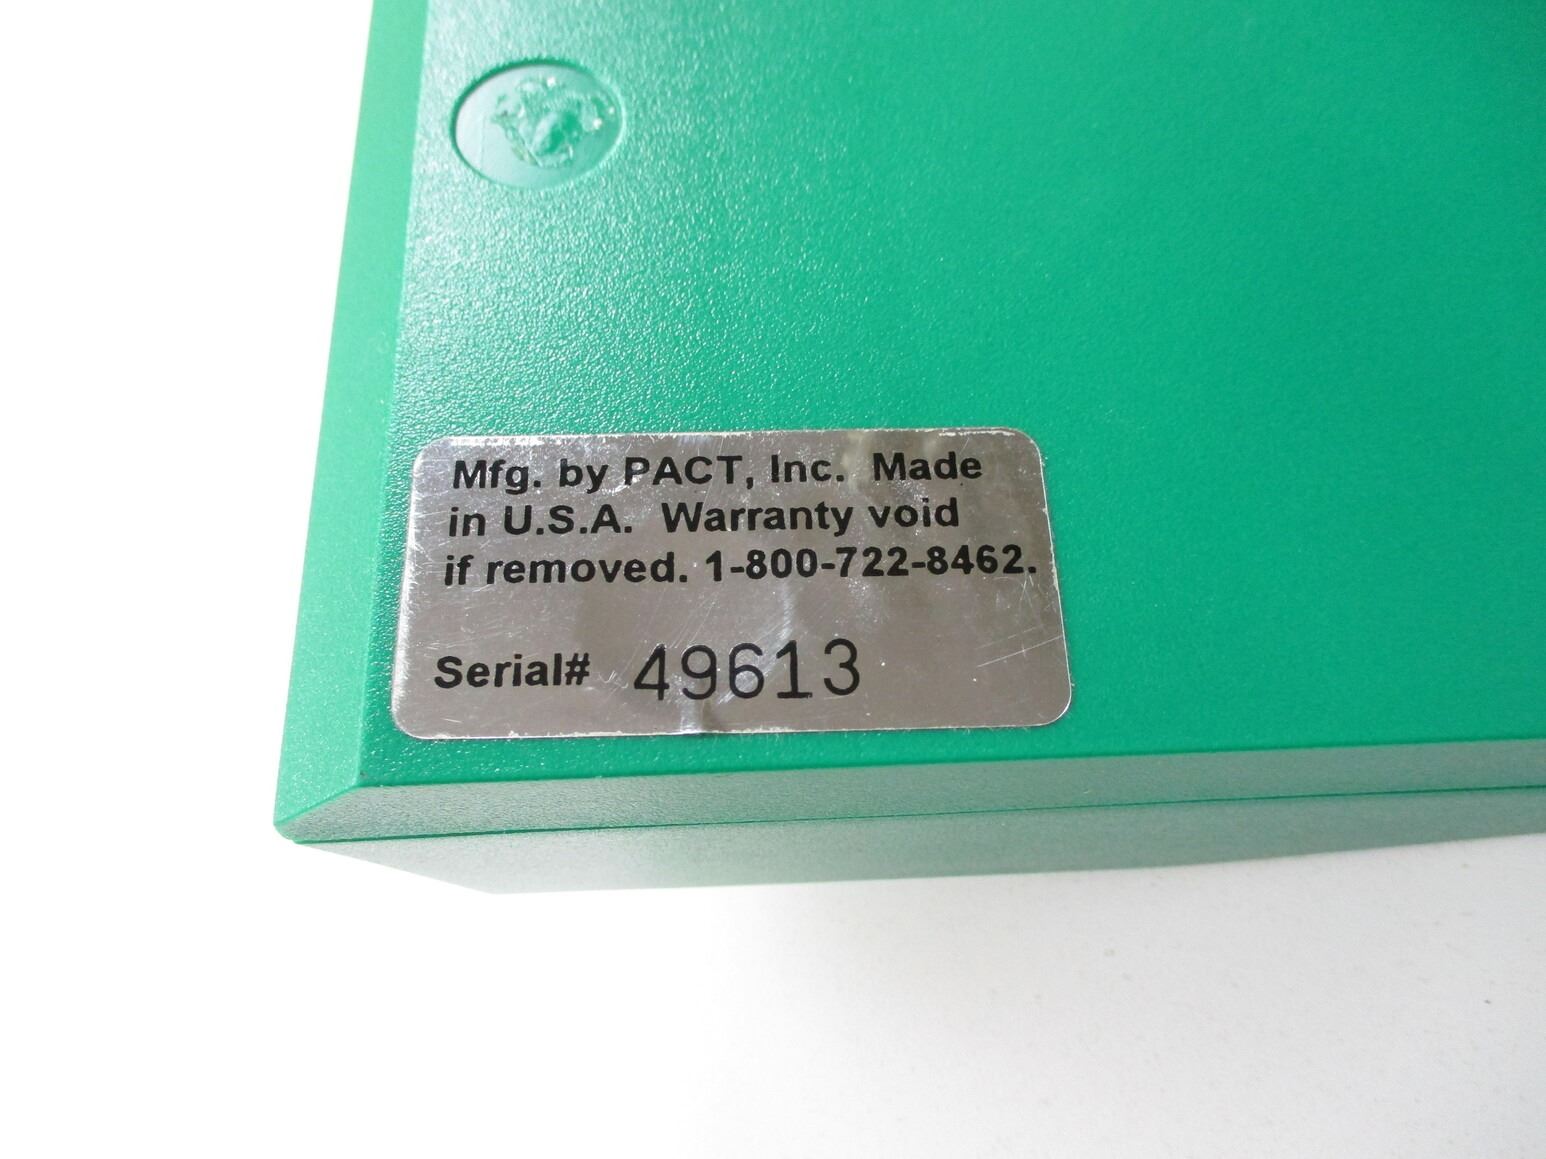 Mfg. by PACT, Inc. Made
in U.S.A. Warranty void
if removed. 1-800-722-8462.
Serial# 49613